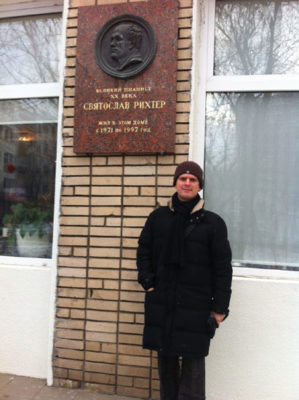 ВЕЛИКИЙ ПИАНИСТ
XX ВЕКА
СВЯТОСЛАВ РИХТЕР
ЖИЛ В ЭТОМ ДОМЕ
С 1971 ПО 1997 ГОД